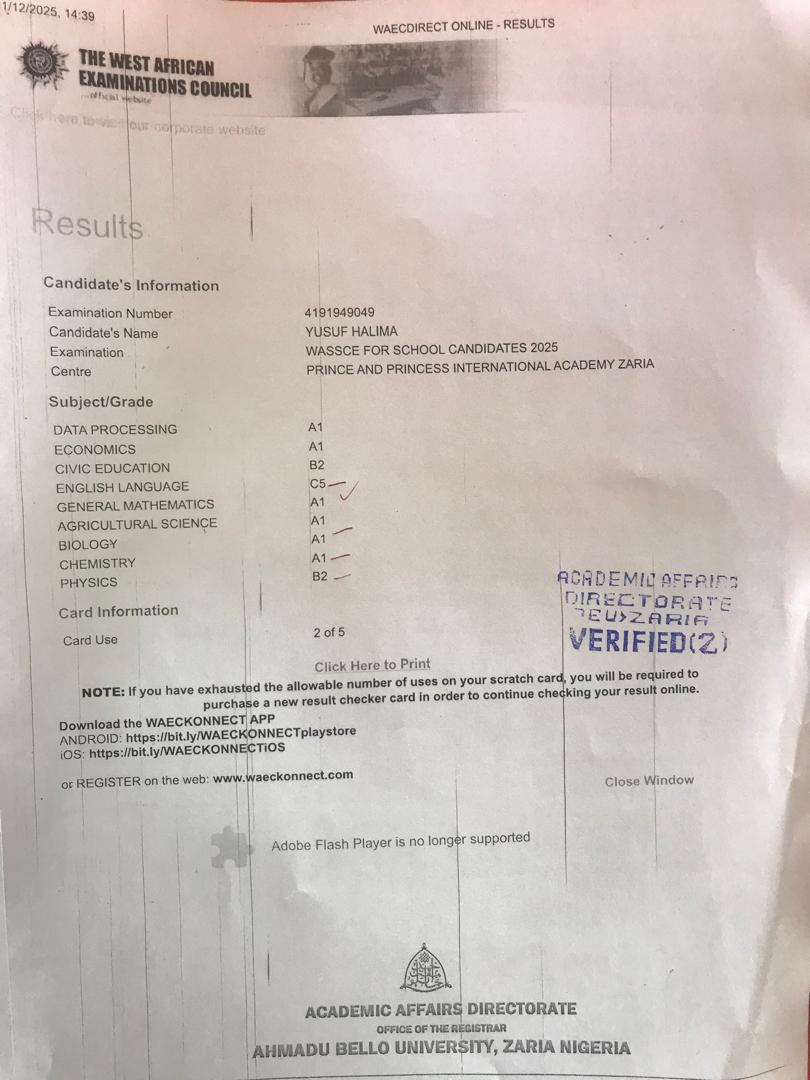 1/12/2025, 14:39
WAECDIRECT ONLINE - RESULTS
THE WEST AFRICAN
EXAMINATIONS COUNCIL
...official website
Click here to visit our corporate website
Results
Candidate's Information
Examination Number 4191949049
Candidate's Name YUSUF HALIMA
Examination WASSCE FOR SCHOOL CANDIDATES 2025
Centre PRINCE AND PRINCESS INTERNATIONAL ACADEMY ZARIA
Subject/Grade
DATA PROCESSING A1
ECONOMICS A1
CIVIC EDUCATION B2
ENGLISH LANGUAGE C5
GENERAL MATHEMATICS A1
AGRICULTURAL SCIENCE A1
BIOLOGY A1
CHEMISTRY A1
PHYSICS B2
ACADEMIC AFFAIRS
DIRECTORATE
ZARIA
VERIFIED(2)
Card Information
Card Use 2 of 5
Click Here to Print
NOTE: If you have exhausted the allowable number of uses on your scratch card, you will be required to
purchase a new result checker card in order to continue checking your result online.
Download the WAECKONNECT APP
ANDROID: https://bit.ly/WAECKONNECTplaystore
iOS: https://bit.ly/WAECKONNECTiOS
or REGISTER on the web: www.waeckonnect.com
Close Window
Adobe Flash Player is no longer supported
ACADEMIC AFFAIRS DIRECTORATE
OFFICE OF THE REGISTRAR
AHMADU BELLO UNIVERSITY, ZARIA NIGERIA